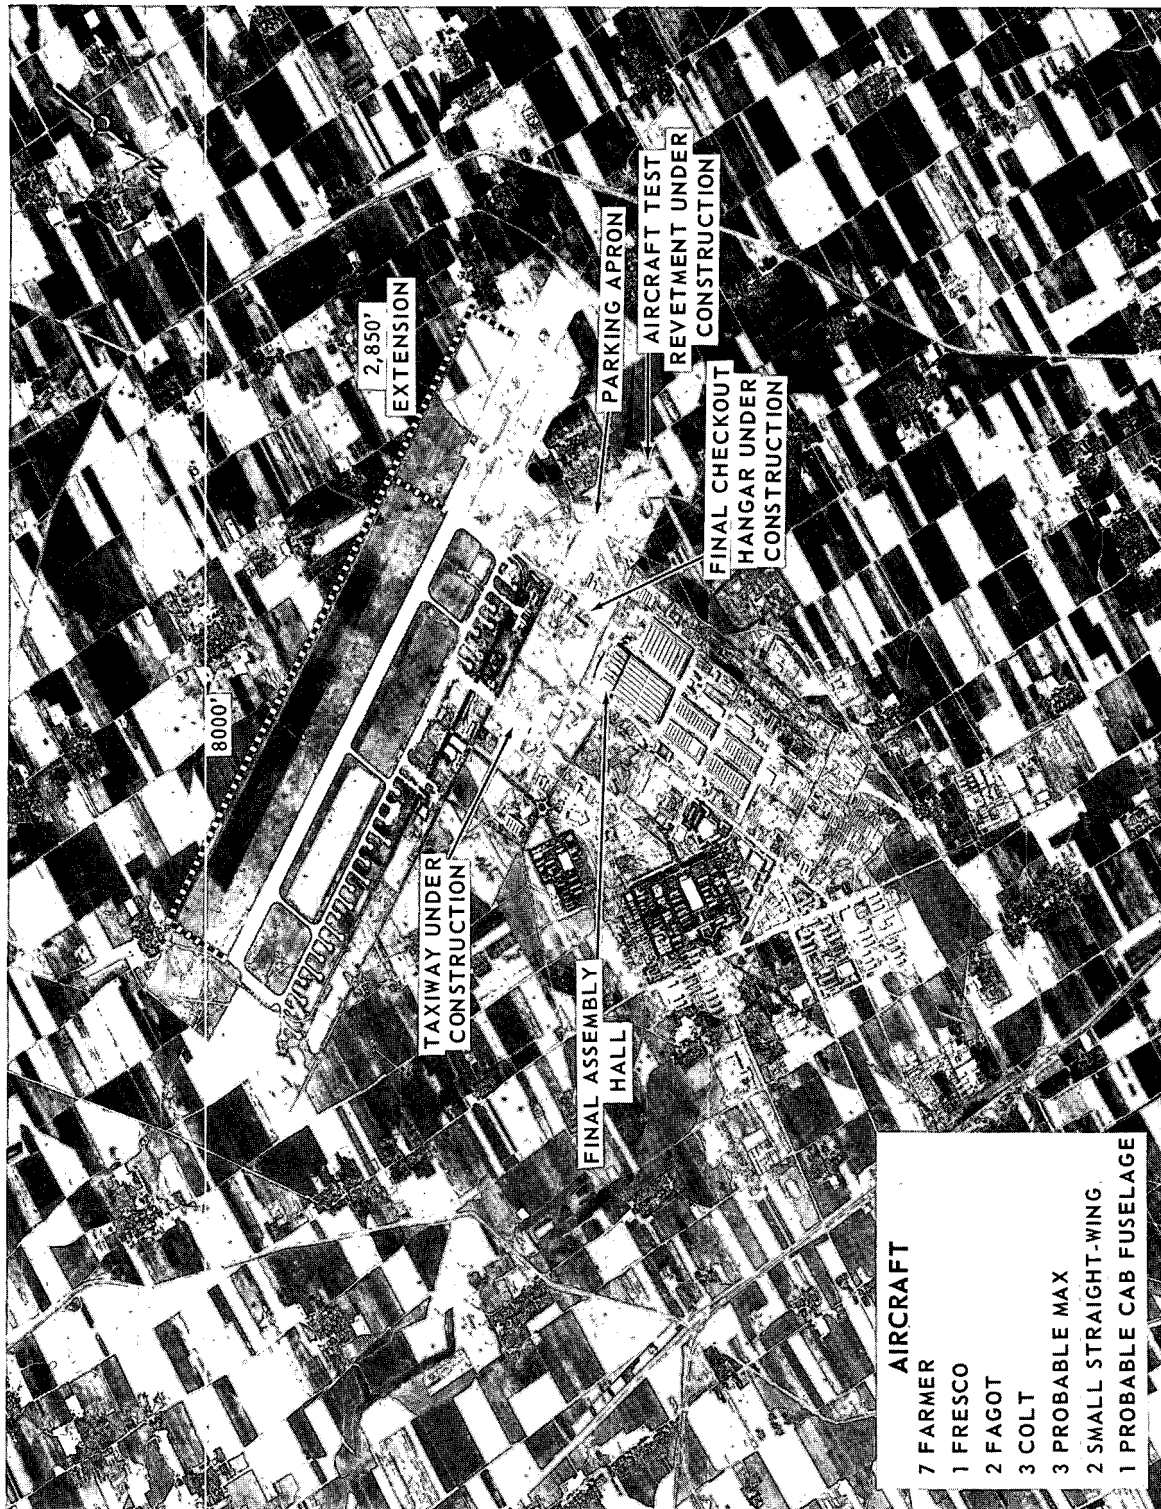 8000'
2,850'
EXTENSION
PARKING APRON
AIRCRAFT TEST
REVETMENT UNDER
CONSTRUCTION
FINAL CHECKOUT
HANGAR UNDER
CONSTRUCTION
TAXIWAY UNDER
CONSTRUCTION
FINAL ASSEMBLY
HALL
AIRCRAFT
7 FARMER
1 FRESCO
2 FAGOT
3 COLT
3 PROBABLE MAX
2 SMALL STRAIGHT-WING
1 PROBABLE CAB FUSELAGE
N